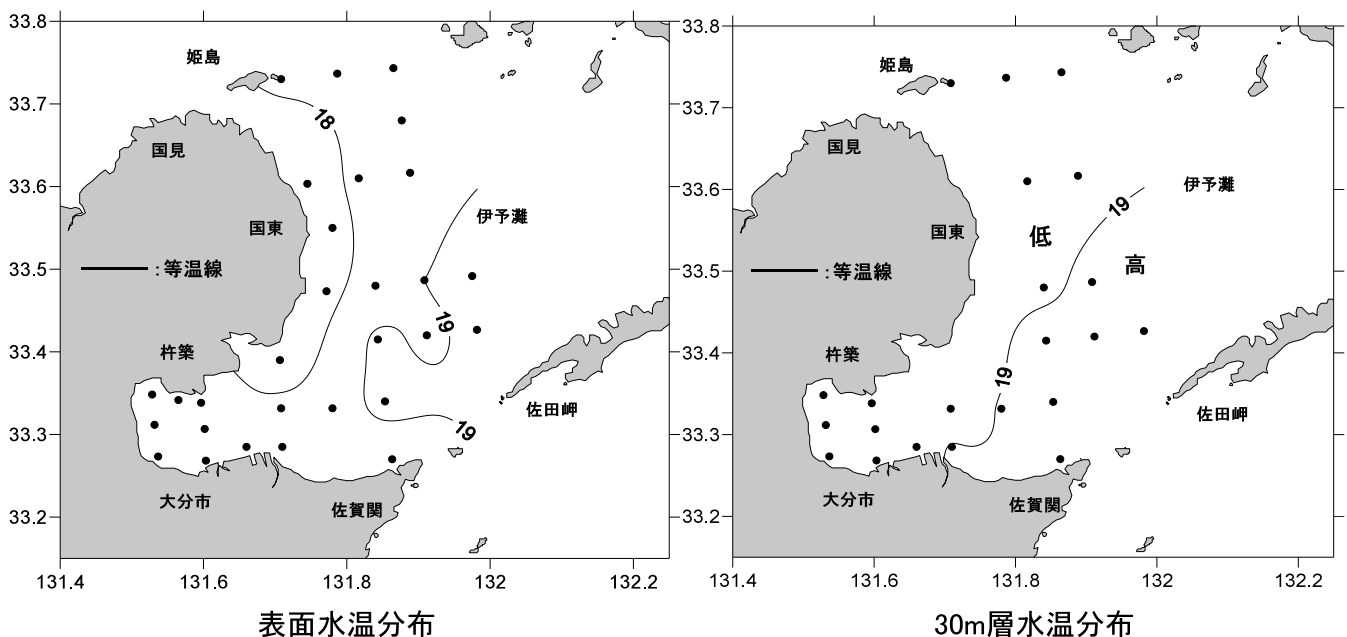 33.8
33.7
33.6
33.5
33.4
33.3
33.2
131.4
131.6
131.8
132
132.2
姫島
国見
国東
伊予灘
:等温線
杵築
佐田岬
大分市
佐賀関
18
19
19
表面水温分布
33.8
33.7
33.6
33.5
33.4
33.3
33.2
131.4
131.6
131.8
132
132.2
姫島
国見
国東
伊予灘
低
高
:等温線
杵築
佐田岬
大分市
佐賀関
19
19
30m層水温分布